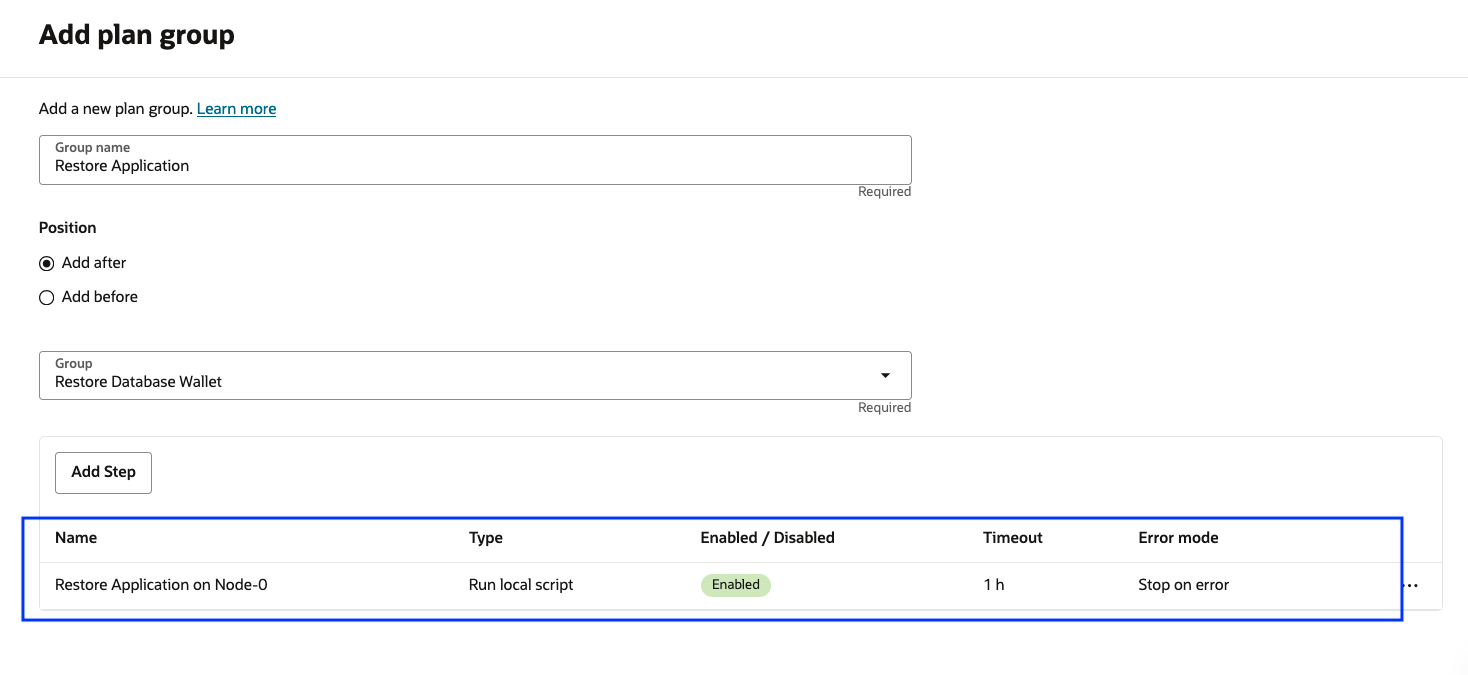 Add plan group
Add a new plan group. Learn more
Group name
Restore Application
Required
Position
Add after
Add before
Group
Restore Database Wallet
Required
Add Step
Name Type Enabled / Disabled Timeout Error mode
Restore Application on Node-0 Run local script Enabled 1 h Stop on error